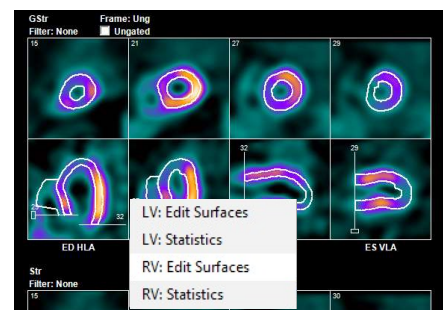 GStr Frame: Ung
Filter: None Ungated
15 21 27 29
32 29
25 32
LV: Edit Surfaces
LV: Statistics
RV: Edit Surfaces
RV: Statistics
ED HLA ES VLA
Str
Filter: None
15 30